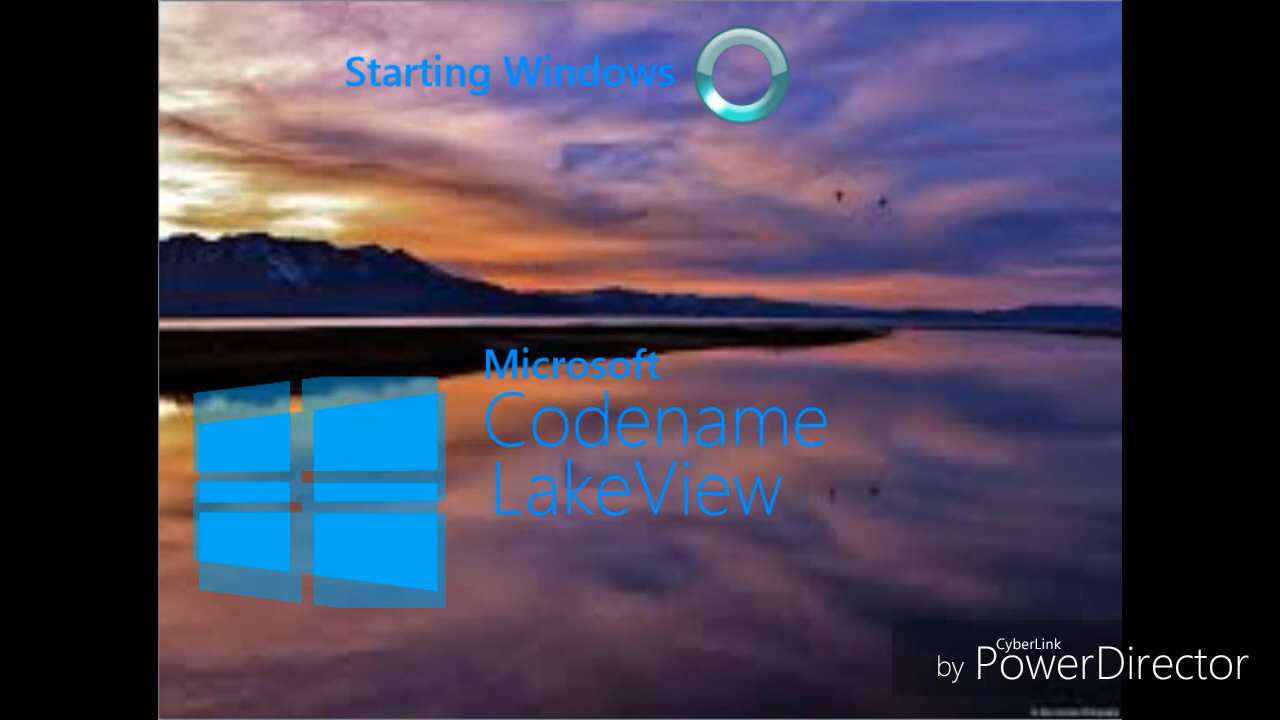 Starting Windows
Microsoft
Codename
LakeView
CyberLink
by PowerDirector